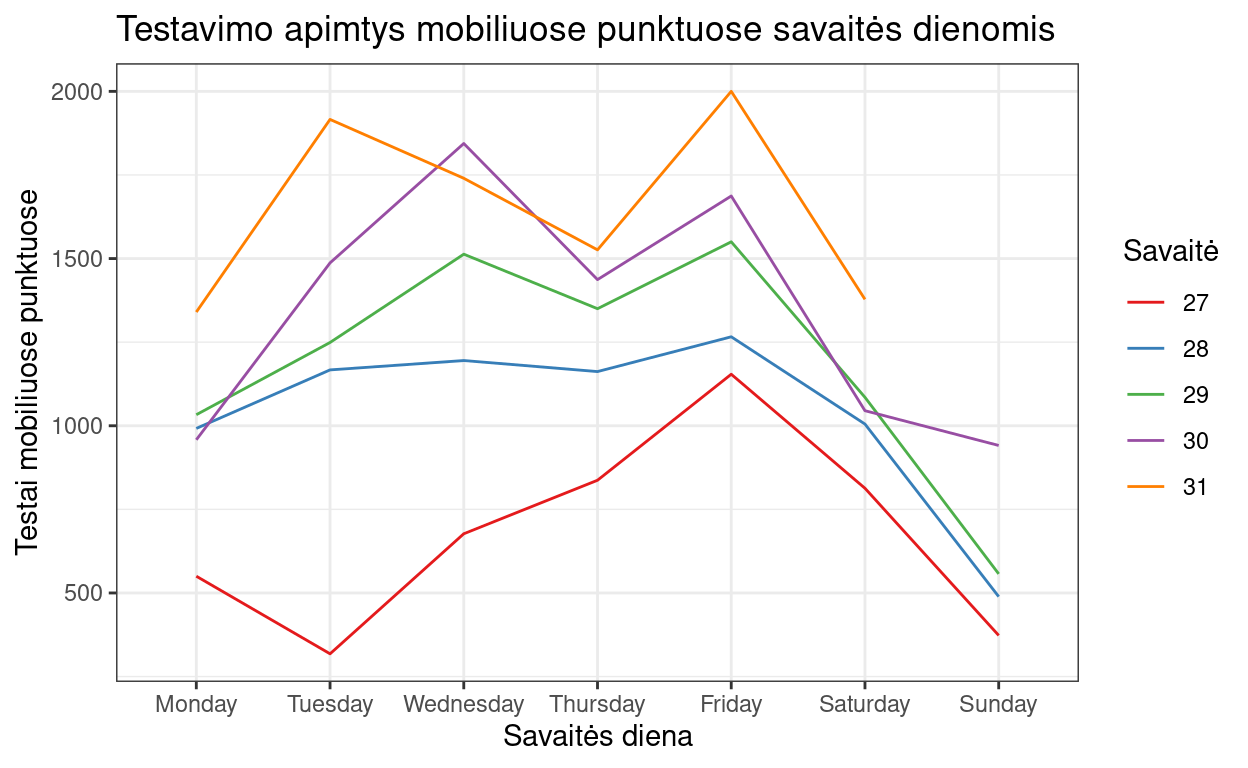 Testavimo apimtys mobiliuose punktuose savaitės dienomis
Testai mobiliuose punktuose
2000
1500
1000
500
Monday
Tuesday
Wednesday
Thursday
Friday
Saturday
Sunday
Savaitės diena
Savaitė
27
28
29
30
31